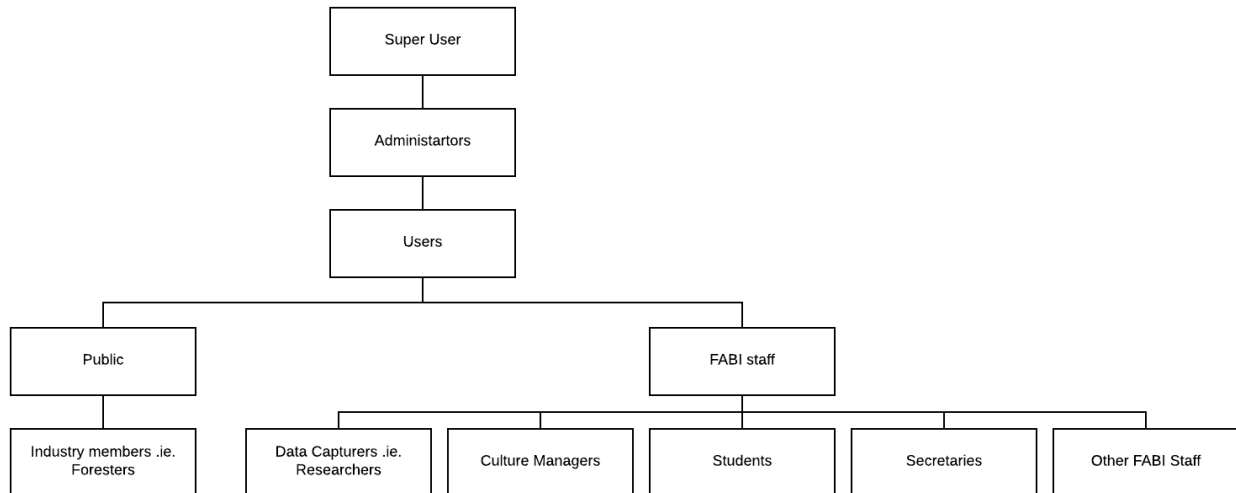 Super User
Administartors
Users
Public
FABI staff
Industry members .ie.
Foresters
Data Capturers .ie.
Researchers
Culture Managers
Students
Secretaries
Other FABI Staff